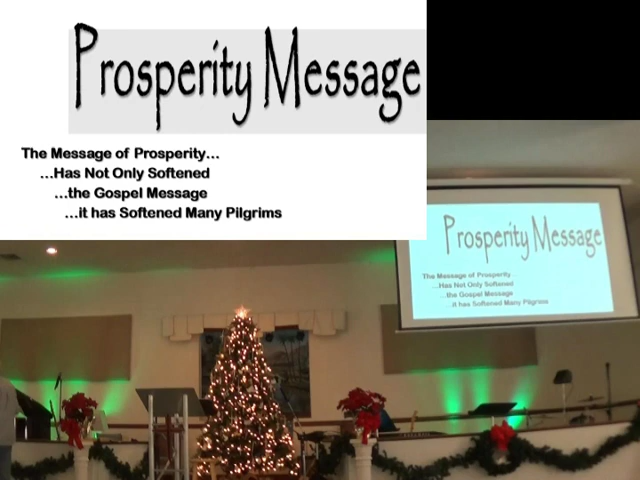 Prosperity Message
The Message of Prosperity...
...Has Not Only Softened
...the Gospel Message
...it has Softened Many Pilgrims
Prosperity Message
The Message of Prosperity...
...Has Not Only Softened
...the Gospel Message
...it has Softened Many Pilgrims